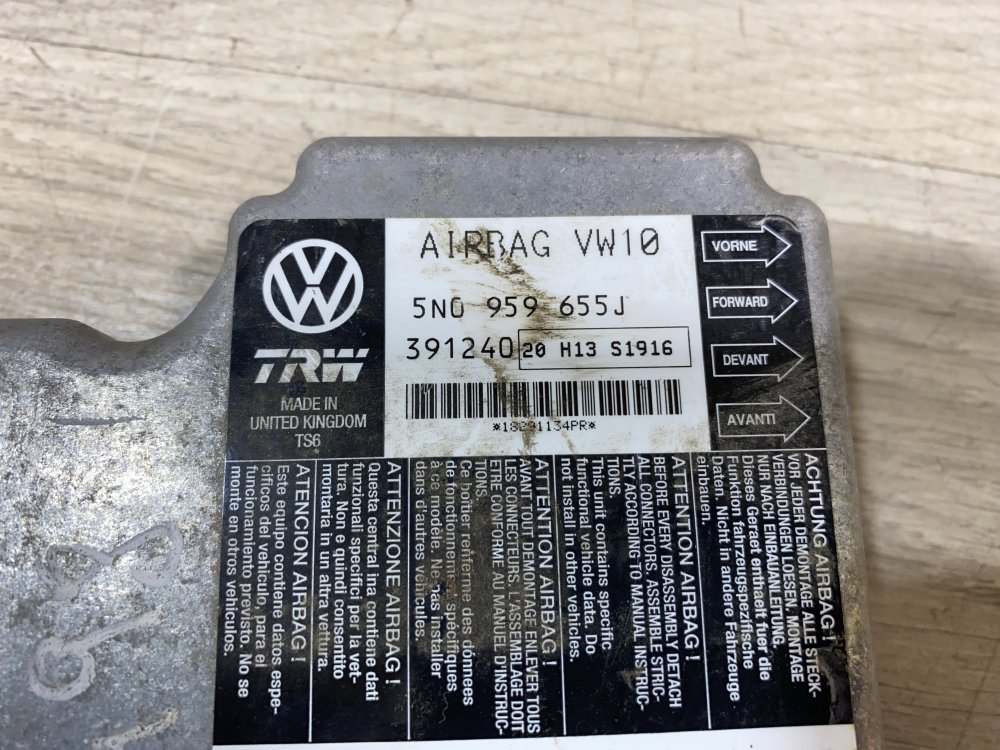 AIRBAG VW10
5N0 959 655J
391240 20 H13 S1916
*18291134PR*
VW
TRW
MADE IN
UNITED KINGDOM
TS6
VORNE
FORWARD
DEVANT
AVANTI
ACHTUNG AIRBAG!
VOR JEDER DEMONTAGE ALLE STECK-
VERBINDUNGEN LOESEN. MONTAGE
NUR NACH EINBAUANLEITUNG.
Dieses Geraet enthaelt fuer die
Funktion fahrzeugspezifische
Daten. Nicht in andere Fahrzeuge
einbauen.
ATTENTION AIRBAG!
BEFORE EVERY DISASSEMBLY DETACH
ALL CONNECTORS. ASSEMBLE STRIC-
TLY ACCORDING TO MANUAL INSTRUC-
TIONS.
This unit contains specific
functional vehicle data. Do
not install in other vehicles.
ATTENTION AIRBAG!
AVANT TOUT DEMONTAGE ENLEVER TOUS
LES CONNECTEURS. L'ASSEMBLAGE DOIT
ETRE CONFORME AU MANUEL D'INSTRUC-
TIONS.
Ce boitier renferme des données
de fonctionnement spécifiques
à ce modèle. Ne pas installer
dans d'autres véhicules.
ATTENZIONE AIRBAG!
Questa central ina contiene dati
funzionali specifici per la vet-
tura. Non e quindi consentito
montarla in un altra vettura.
ATENCION AIRBAG!
Este equipo contiene datos espe-
cíficos del vehículo, para el
funcionamiento previsto. No se
monte en otros vehículos.